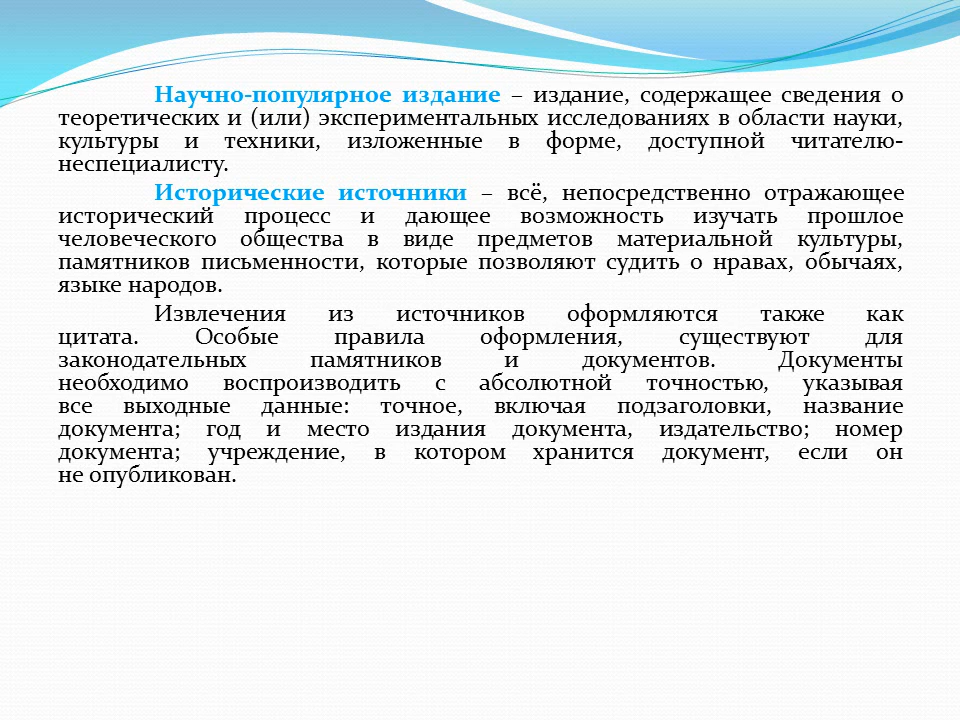 Научно-популярное издание – издание, содержащее сведения о
теоретических и (или) экспериментальных исследованиях в области науки,
культуры и техники, изложенные в форме, доступной читателю-
неспециалисту.
Исторические источники – всё, непосредственно отражающее
исторический процесс и дающее возможность изучать прошлое
человеческого общества в виде предметов материальной культуры,
памятников письменности, которые позволяют судить о нравах, обычаях,
языке народов.
Извлечения из источников оформляются также как
цитата. Особые правила оформления, существуют для
законодательных памятников и документов. Документы
необходимо воспроизводить с абсолютной точностью, указывая
все выходные данные: точное, включая подзаголовки, название
документа; год и место издания документа, издательство; номер
документа; учреждение, в котором хранится документ, если он
не опубликован.